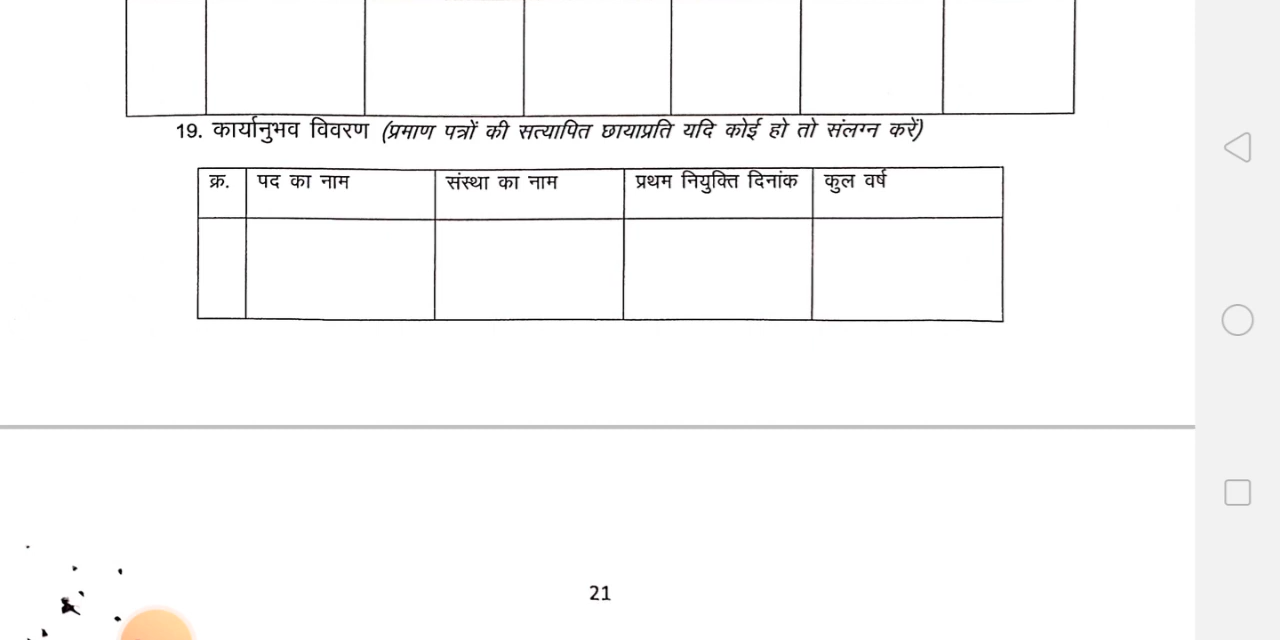 19. कार्यानुभव विवरण (प्रमाण पत्रों की सत्यापित छायाप्रति यदि कोई हो तो संलग्न करें)
क्र. पद का नाम संस्था का नाम प्रथम नियुक्ति दिनांक कुल वर्ष
21